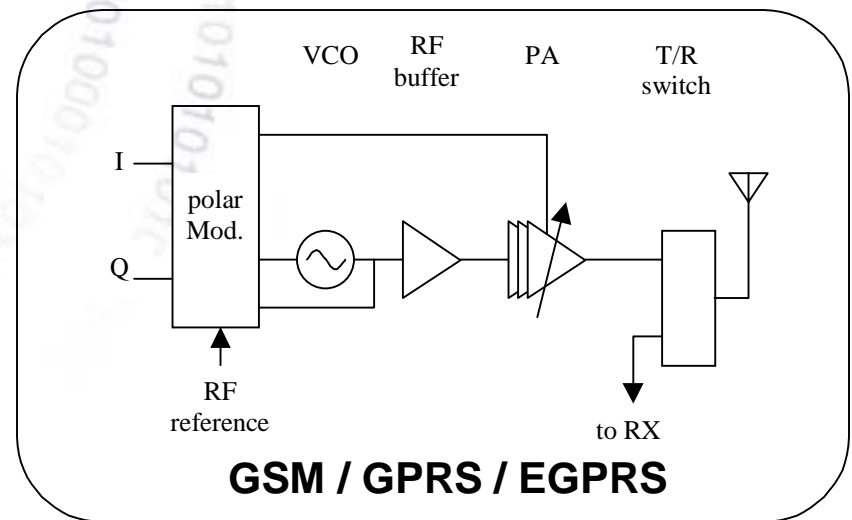 VCO
RF
buffer
PA
T/R
switch
I
polar
Mod.
Q
RF
reference
to RX
GSM / GPRS / EGPRS